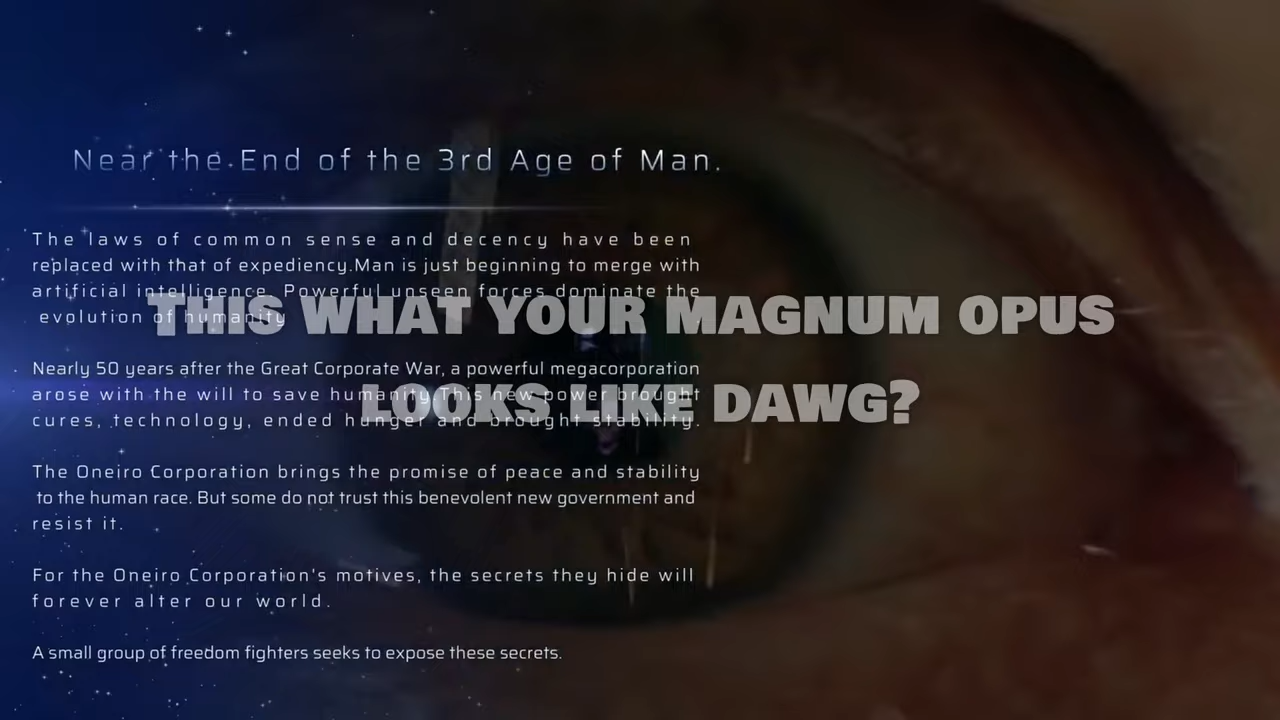 Near the End of the 3rd Age of Man.
The laws of common sense and decency have been
replaced with that of expediency.Man is just beginning to merge with
artificial intelligence. Powerful unseen forces dominate the
evolution of humanity
THIS WHAT YOUR MAGNUM OPUS
LOOKS LIKE DAWG?
Nearly 50 years after the Great Corporate War, a powerful megacorporation
arose with the will to save humanity.This new power brought
cures, technology, ended hunger and brought stability.
The Oneiro Corporation brings the promise of peace and stability
to the human race. But some do not trust this benevolent new government and
resist it.
For the Oneiro Corporation's motives, the secrets they hide will
forever alter our world.
A small group of freedom fighters seeks to expose these secrets.